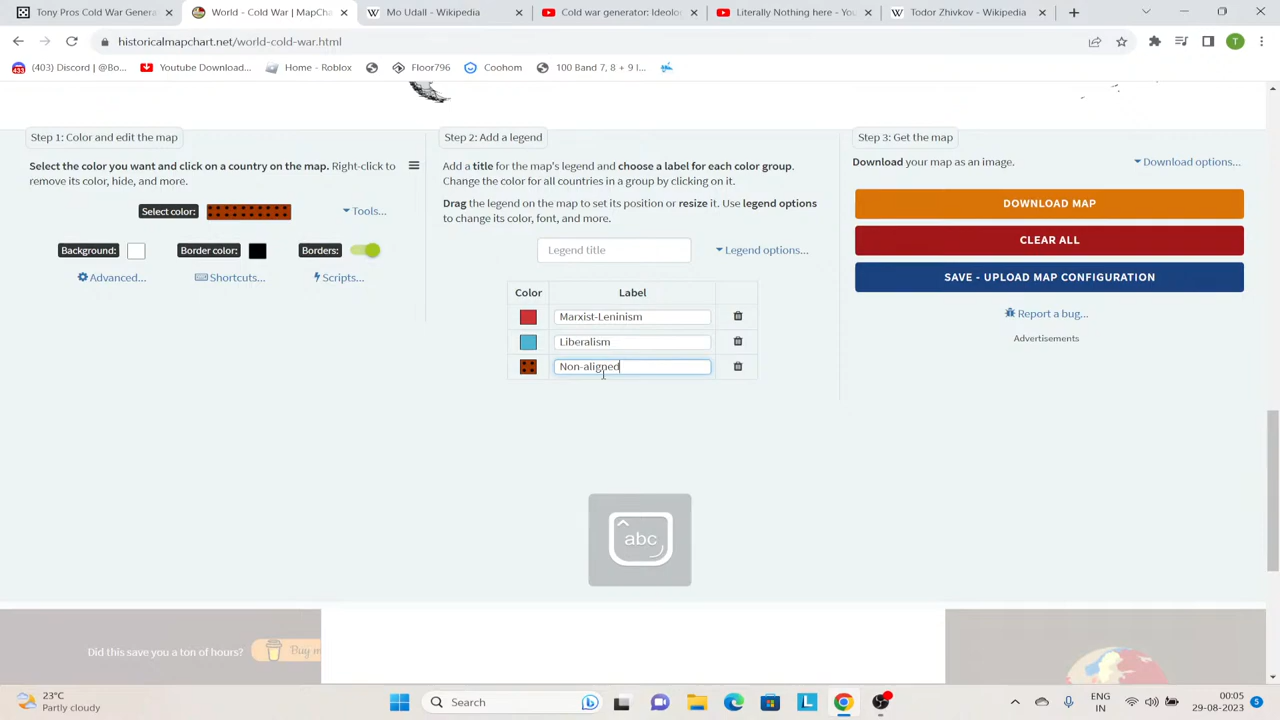 Tony Pros Cold War Gener
World - Cold War | MapCha
Mo Udall - Wikipedia
Cold war generator: Ideolo
Literally Nothing here - You
Todor Zhivkov - Wikipedia
historicalmapchart.net/world-cold-war.html
T
(403) Discord | @Bo...
Youtube Download...
Home - Roblox
Floor796
Coohom
100 Band 7, 8 + 9 I...
Step 1: Color and edit the map
Select the color you want and click on a country on the map. Right-click to
remove its color, hide, and more.
Select color:
Tools...
Background:
Border color:
Borders:
Advanced...
Shortcuts...
Scripts...
Step 2: Add a legend
Add a title for the map's legend and choose a label for each color group.
Change the color for all countries in a group by clicking on it.
Drag the legend on the map to set its position or resize it. Use legend options
to change its color, font, and more.
Legend title
Legend options...
Color
Label
Marxist-Leninism
Liberalism
Non-aligned
Step 3: Get the map
Download your map as an image.
Download options...
DOWNLOAD MAP
CLEAR ALL
SAVE - UPLOAD MAP CONFIGURATION
Report a bug...
Advertisements
abc
Did this save you a ton of hours?
Buy m
23°C
Partly cloudy
Search
L
ENG
IN
00:05
29-08-2023
5